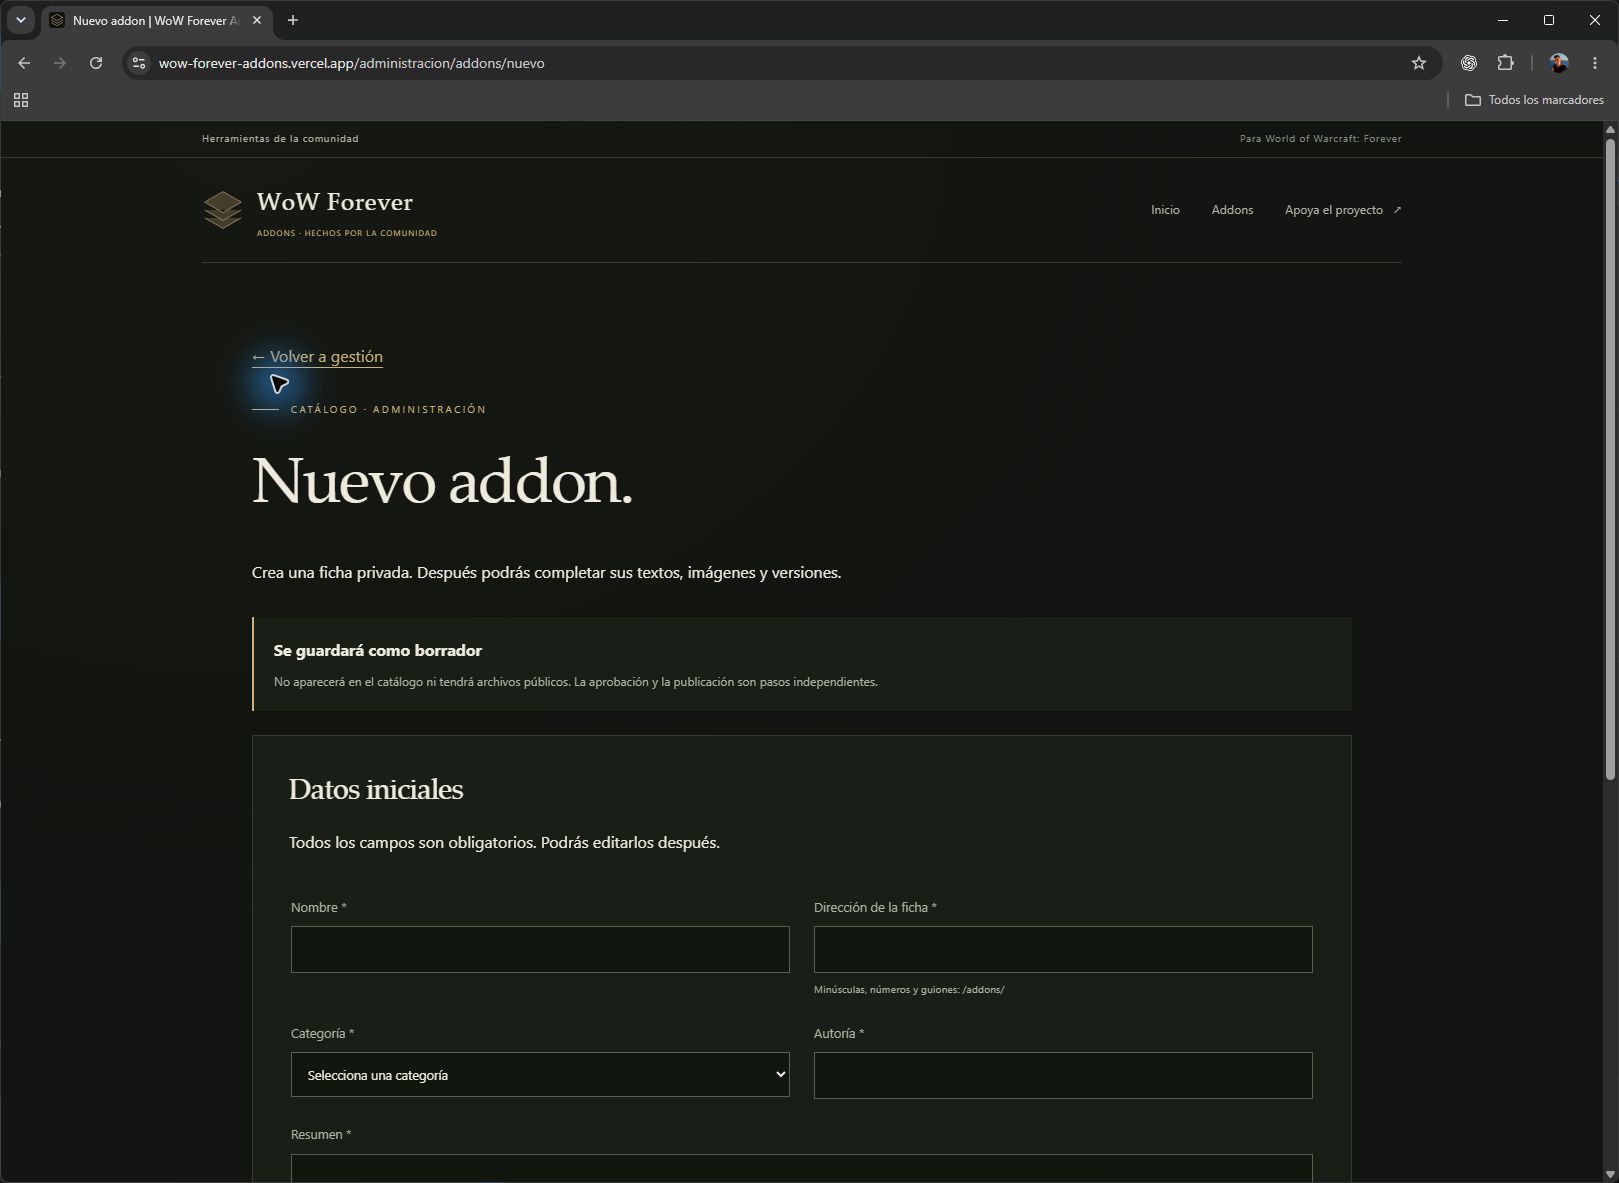 Nuevo addon | WoW Forever A
wow-forever-addons.vercel.app/administracion/addons/nuevo
Todos los marcadores
Herramientas de la comunidad
Para World of Warcraft: Forever
WoW Forever
ADDONS · HECHOS POR LA COMUNIDAD
Inicio
Addons
Apoya el proyecto ↗
← Volver a gestión
CATÁLOGO · ADMINISTRACIÓN
Nuevo addon.
Crea una ficha privada. Después podrás completar sus textos, imágenes y versiones.
Se guardará como borrador
No aparecerá en el catálogo ni tendrá archivos públicos. La aprobación y la publicación son pasos independientes.
Datos iniciales
Todos los campos son obligatorios. Podrás editarlos después.
Nombre *
Dirección de la ficha *
Minúsculas, números y guiones: /addons/
Categoría *
Autoría *
Selecciona una categoría
Resumen *